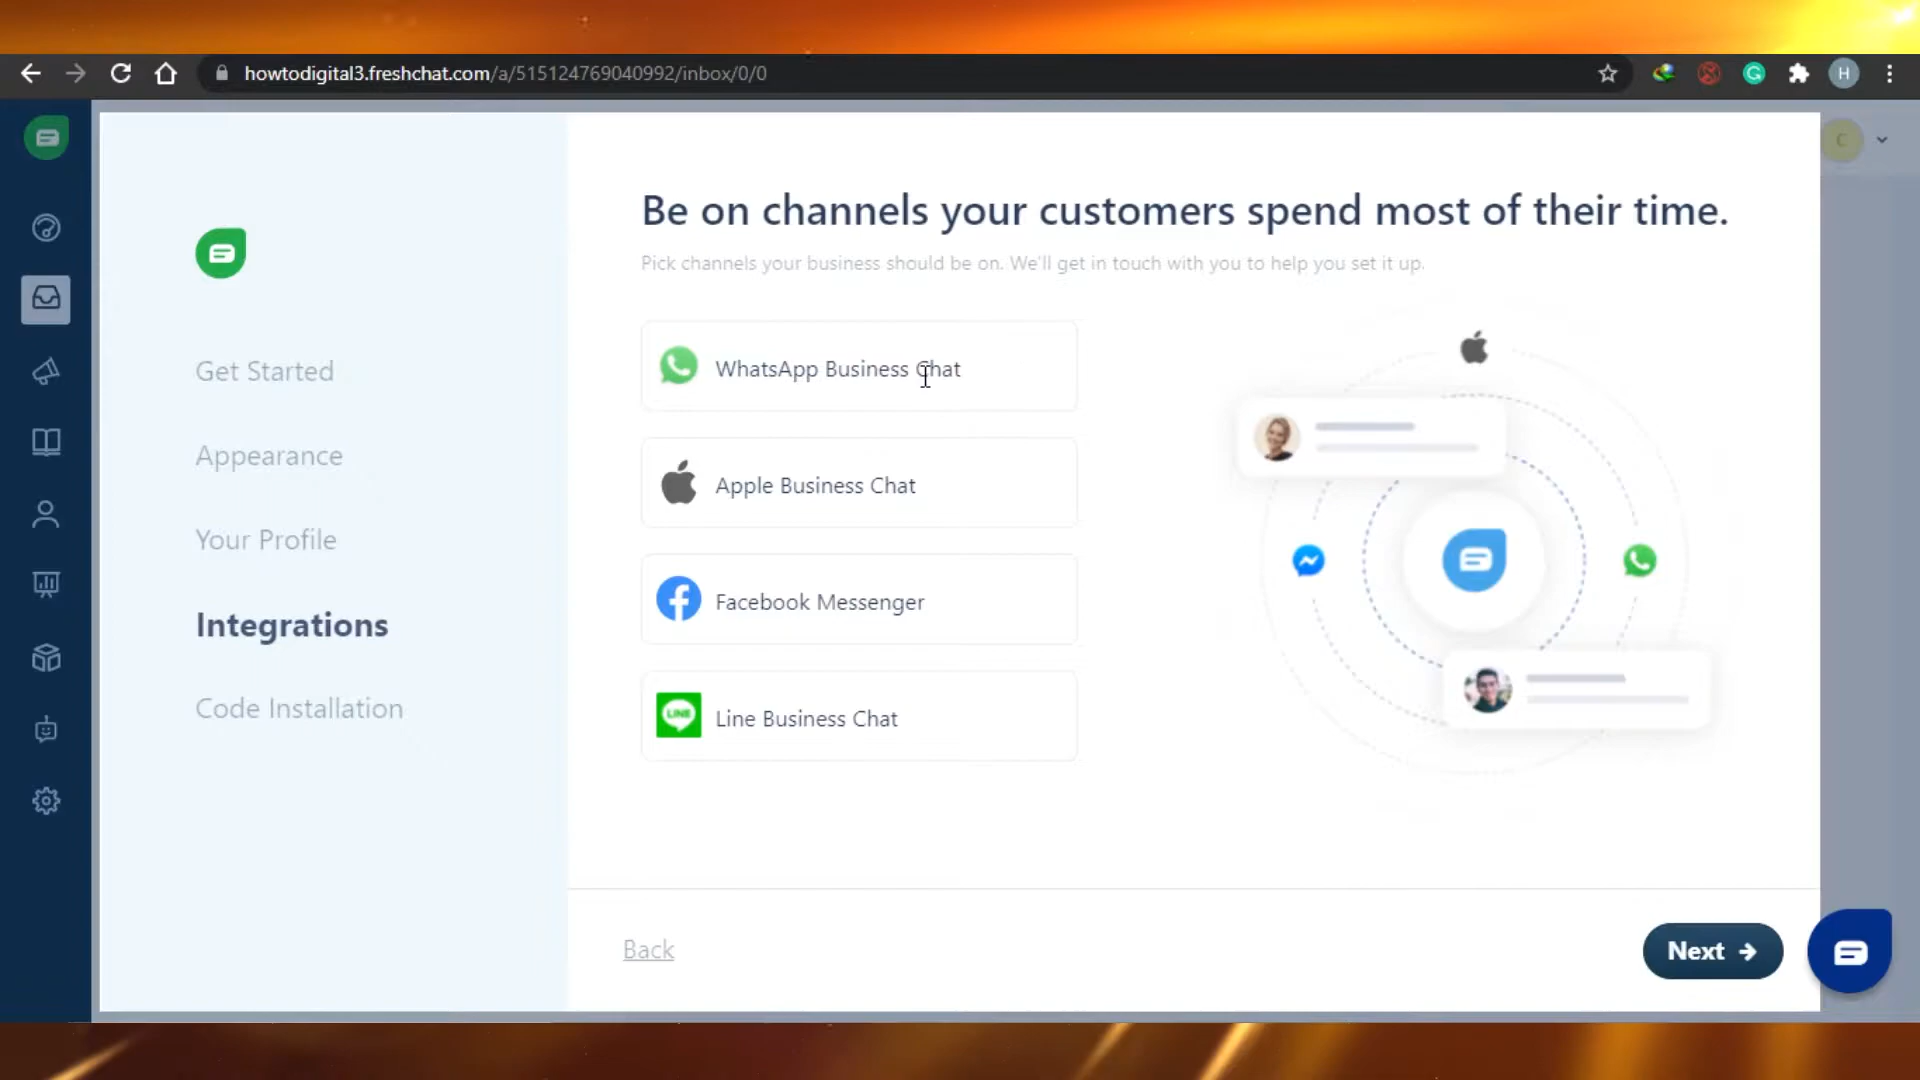 howtodigital3.freshchat.com/a/515124769040992/inbox/0/0
H
C
Be on channels your customers spend most of their time.
Pick channels your business should be on. We'll get in touch with you to help you set it up.
Get Started
Appearance
Your Profile
Integrations
Code Installation
WhatsApp Business Chat
Apple Business Chat
Facebook Messenger
LINE
Line Business Chat
Back
Next